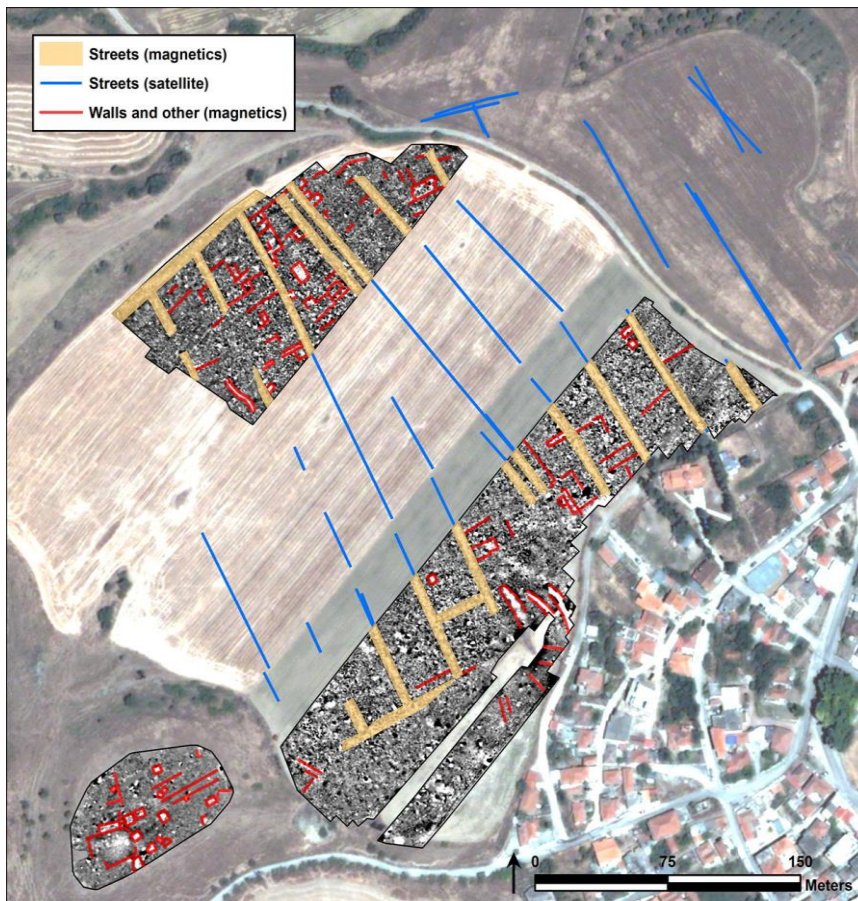 Streets (magnetics)
Streets (satellite)
Walls and other (magnetics)
0 75 150
Meters